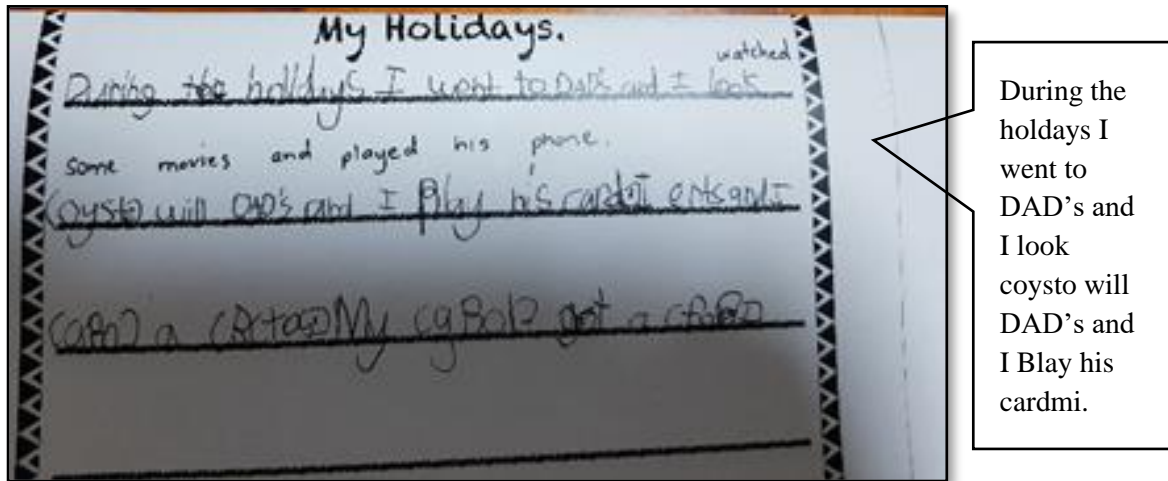 My Holidays.
watched
During the holidays I went to DAD's and I look
some movies and played his phone.
coysto will DAD's and I Play his
a My got a
During the
holdays I
went to
DAD's and
I look
coysto will
DAD's and
I Blay his
cardmi.